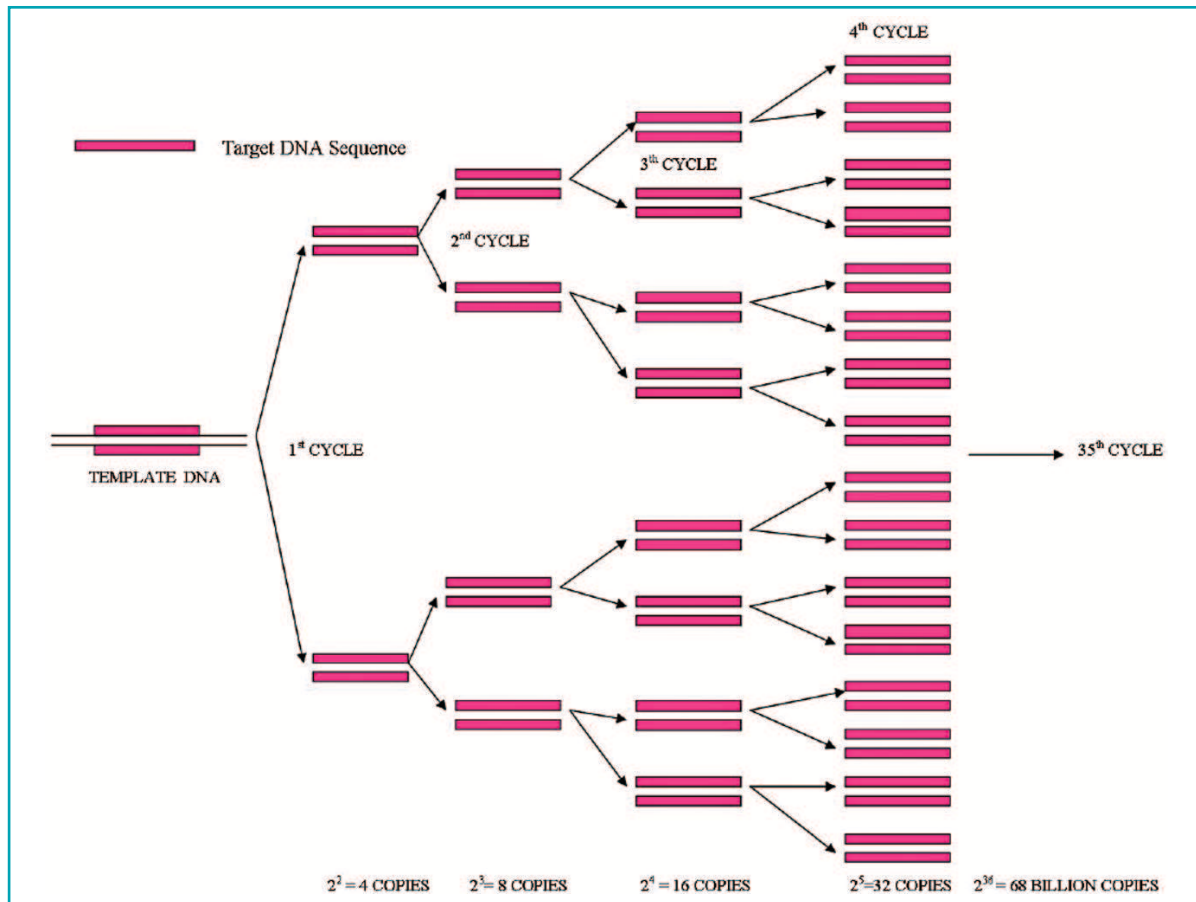 4th CYCLE
Target DNA Sequence
3th CYCLE
2nd CYCLE
1st CYCLE
35th CYCLE
TEMPLATE DNA
2² = 4 COPIES
2³= 8 COPIES
2⁴ = 16 COPIES
2⁵=32 COPIES
2³⁶ = 68 BILLION COPIES